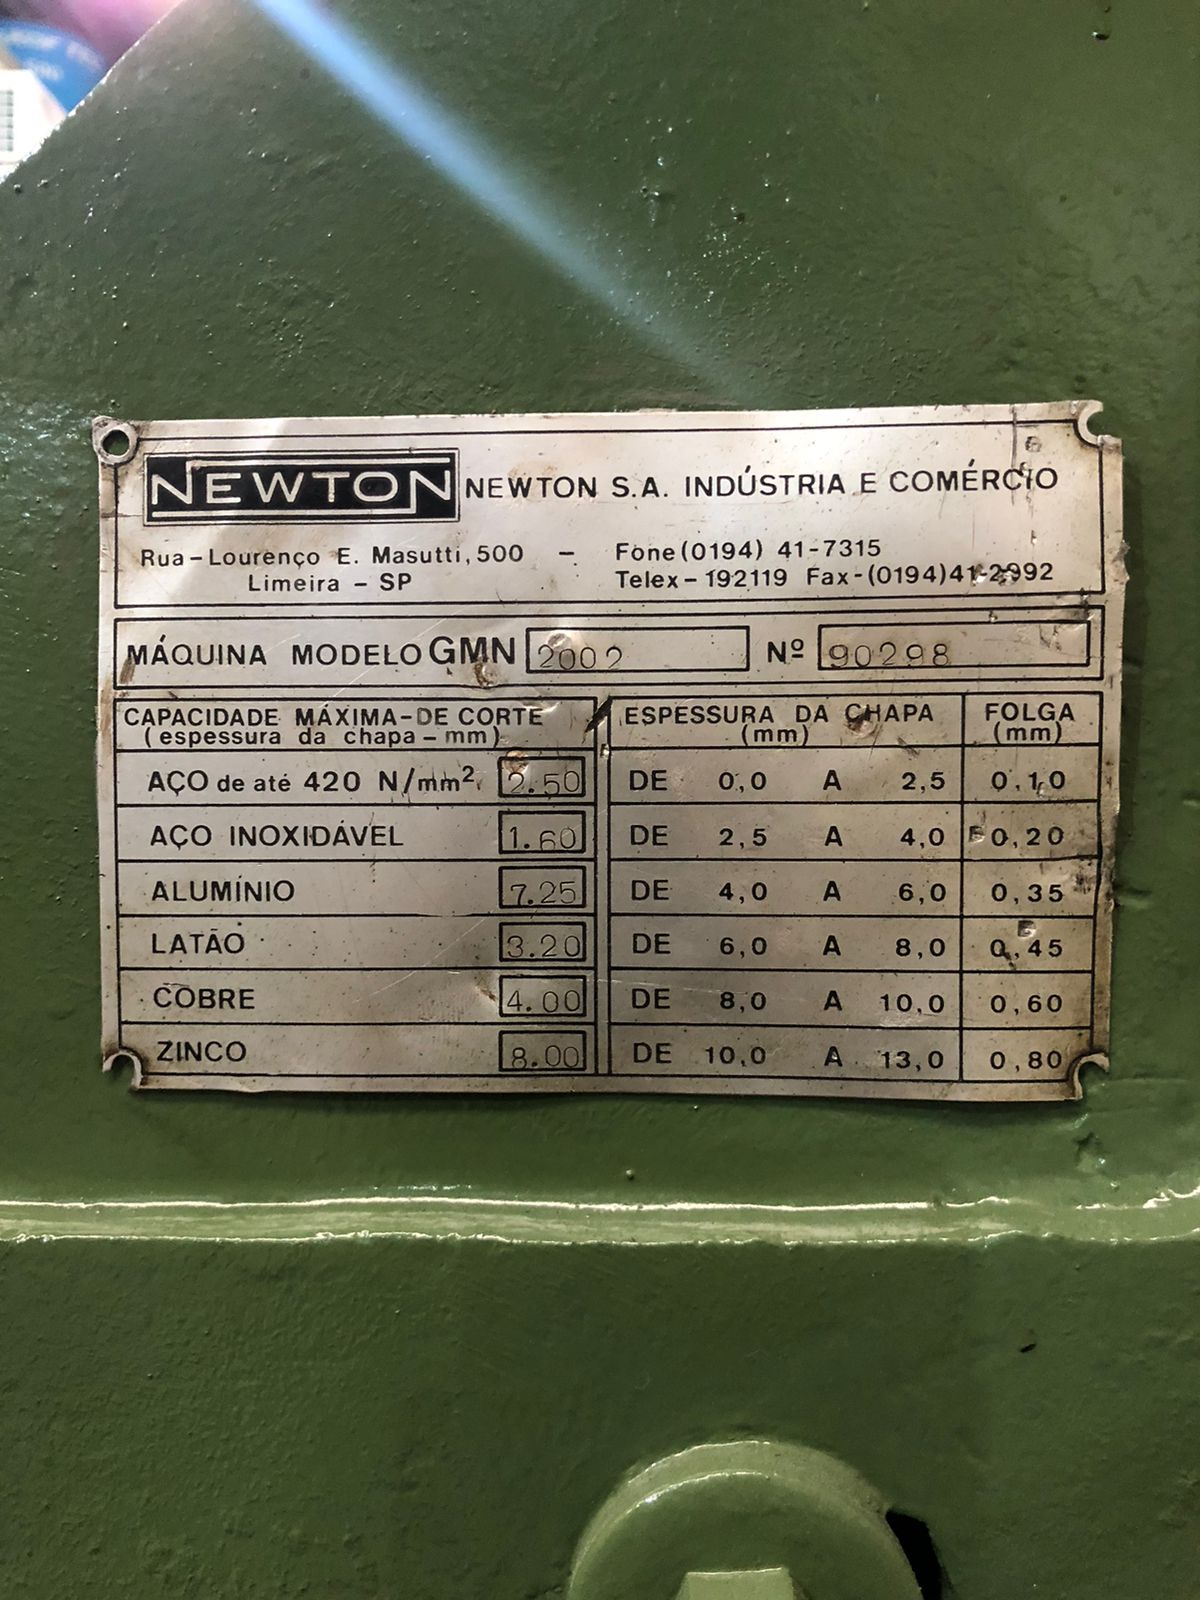 NEWTON NEWTON S.A. INDÚSTRIA E COMÉRCIO
Rua-Lourenço E. Masutti, 500 - Fone (0194) 41-7315
Limeira - SP Telex - 192119 Fax - (0194) 41-2992
MÁQUINA MODELO GMN 2002 Nº 90298
CAPACIDADE MÁXIMA-DE CORTE ESPESSURA DA CHAPA FOLGA
(espessura da chapa - mm) (mm) (mm)
AÇO de até 420 N/mm² 2.50 DE 0,0 A 2,5 0,10
AÇO INOXIDÁVEL 1.60 DE 2,5 A 4,0 0,20
ALUMÍNIO 7.25 DE 4,0 A 6,0 0,35
LATÃO 3.20 DE 6,0 A 8,0 0,45
COBRE 4.00 DE 8,0 A 10,0 0,60
ZINCO 8.00 DE 10,0 A 13,0 0,80